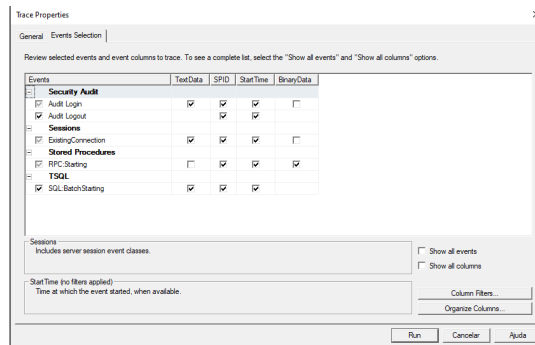 Trace Properties
General Events Selection
Review selected events and event columns to trace. To see a complete list, select the "Show all events" and "Show all columns" options.
Events TextData SPID StartTime BinaryData
Security Audit
Audit Login
Audit Logout
Sessions
ExistingConnection
Stored Procedures
RPC:Starting
TSQL
SQL:BatchStarting
Sessions
Includes server session event classes.
Show all events
Show all columns
StartTime (no filters applied)
Time at which the event started, when available.
Column Filters...
Organize Columns...
Run Cancelar Ajuda